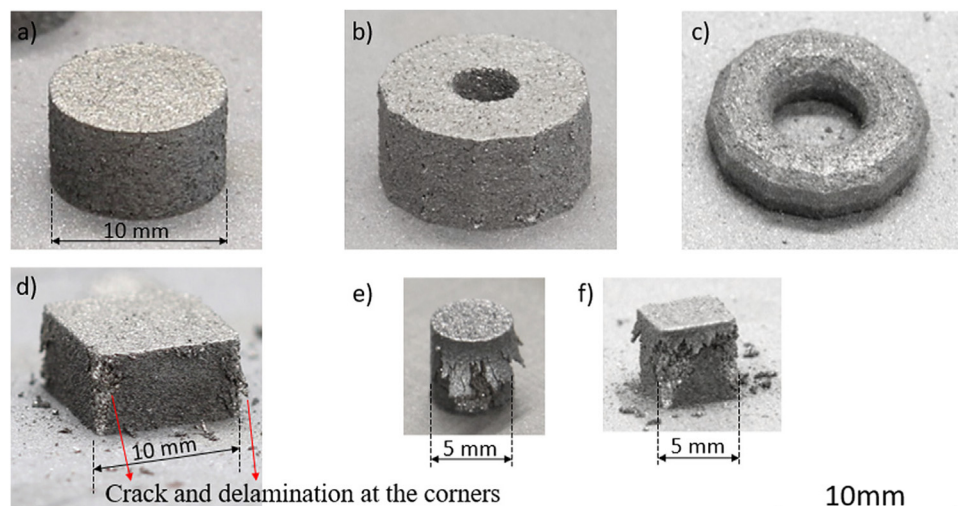 a)
b)
c)
10 mm
d)
e)
f)
10 mm
5 mm
5 mm
Crack and delamination at the corners
10mm